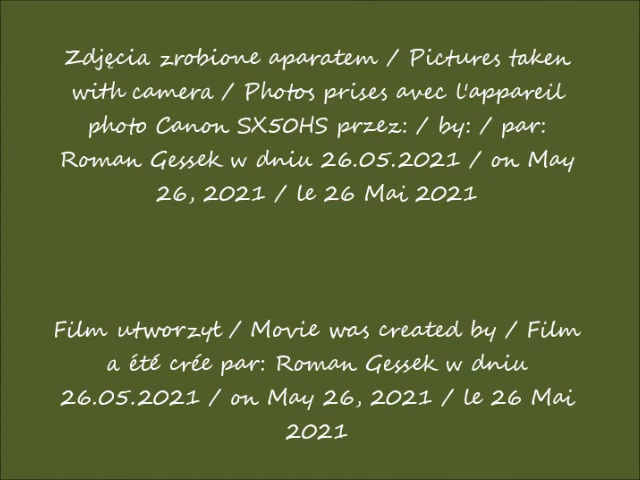 Zdjęcia zrobione aparatem / Pictures taken
with camera / Photos prises avec l'appareil
photo Canon SX50HS przez: / by: / par:
Roman Gessek w dniu 26.05.2021 / on May
26, 2021 / le 26 Mai 2021
Film utworzył / Movie was created by / Film
a été crée par: Roman Gessek w dniu
26.05.2021 / on May 26, 2021 / le 26 Mai
2021